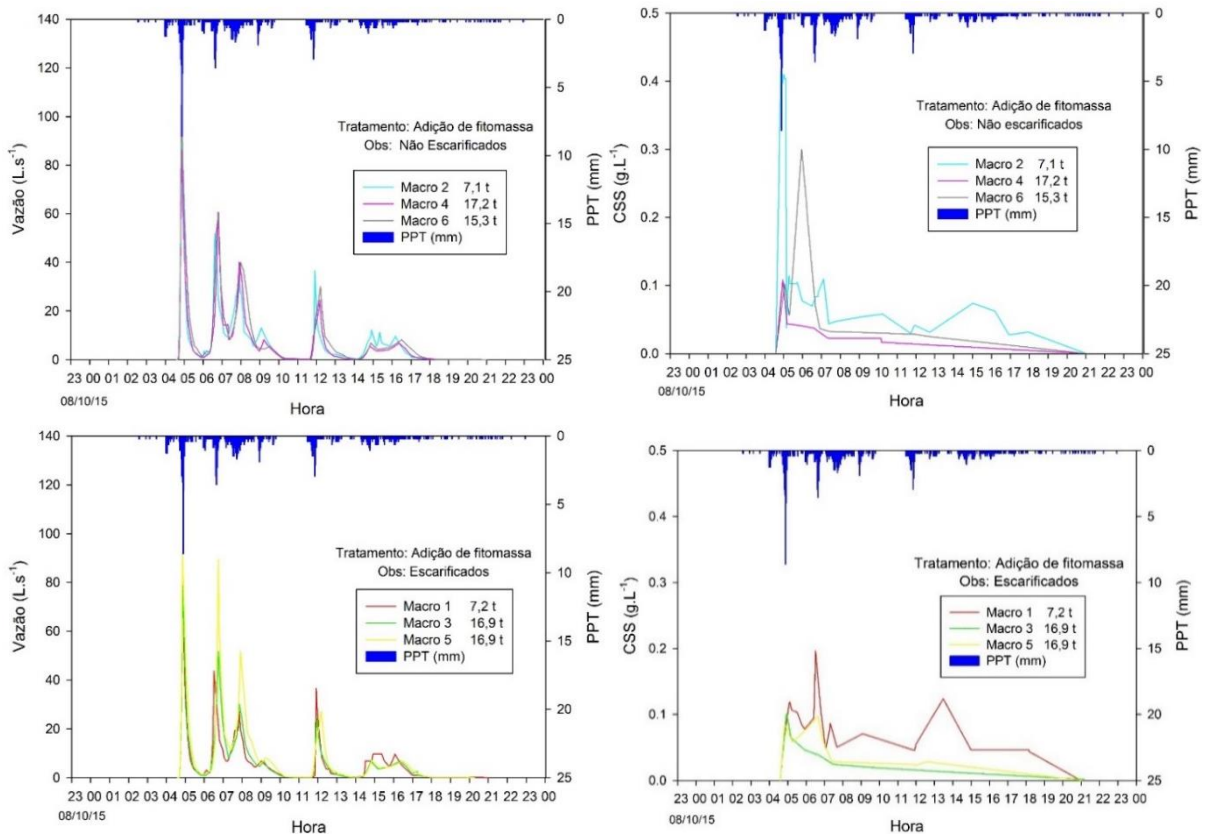 140
120
100
80
60
40
20
0
Vazão (L.s⁻¹)
0
5
10
15
20
25
PPT (mm)
Tratamento: Adição de fitomassa
Obs: Não Escarificados
Macro 2 7,1 t
Macro 4 17,2 t
Macro 6 15,3 t
PPT (mm)
23 00 01 02 03 04 05 06 07 08 09 10 11 12 13 14 15 16 17 18 19 20 21 22 23 00
08/10/15
Hora
0.5
0.4
0.3
0.2
0.1
0.0
CSS (g.L⁻¹)
0
5
10
15
20
25
PPT (mm)
Tratamento: Adição de fitomassa
Obs: Não escarificados
Macro 2 7,1 t
Macro 4 17,2 t
Macro 6 15,3 t
PPT (mm)
23 00 01 02 03 04 05 06 07 08 09 10 11 12 13 14 15 16 17 18 19 20 21 22 23 00
08/10/15
Hora
140
120
100
80
60
40
20
0
Vazão (L.s⁻¹)
0
5
10
15
20
25
PPT (mm)
Tratamento: Adição de fitomassa
Obs: Escarificados
Macro 1 7,2 t
Macro 3 16,9 t
Macro 5 16,9 t
PPT (mm)
23 00 01 02 03 04 05 06 07 08 09 10 11 12 13 14 15 16 17 18 19 20 21 22 23 00
08/10/15
Hora
0.5
0.4
0.3
0.2
0.1
0.0
CSS (g.L⁻¹)
0
5
10
15
20
25
PPT (mm)
Tratamento: Adição de fitomassa
Obs: Escarificados
Macro 1 7,2 t
Macro 3 16,9 t
Macro 5 16,9 t
PPT (mm)
23 00 01 02 03 04 05 06 07 08 09 10 11 12 13 14 15 16 17 18 19 20 21 22 23 00
08/10/15
Hora